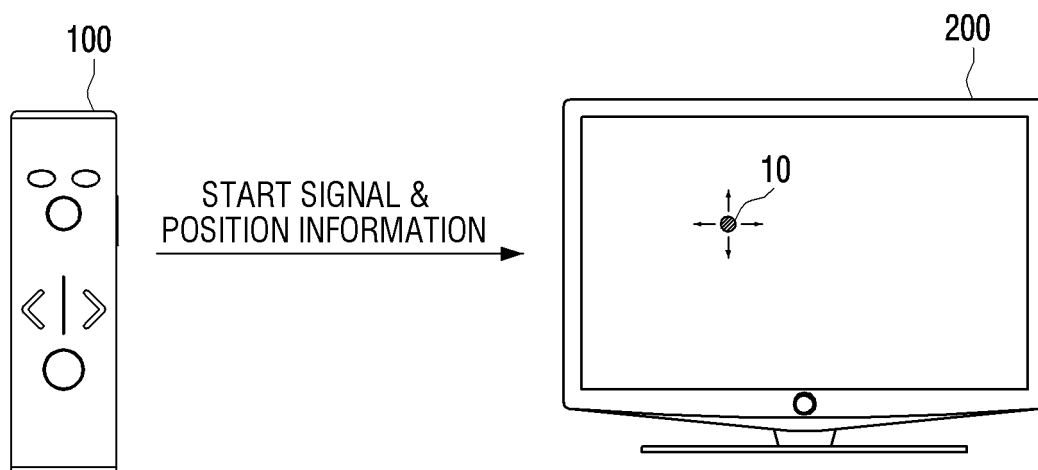 100
200
10
START SIGNAL &
POSITION INFORMATION